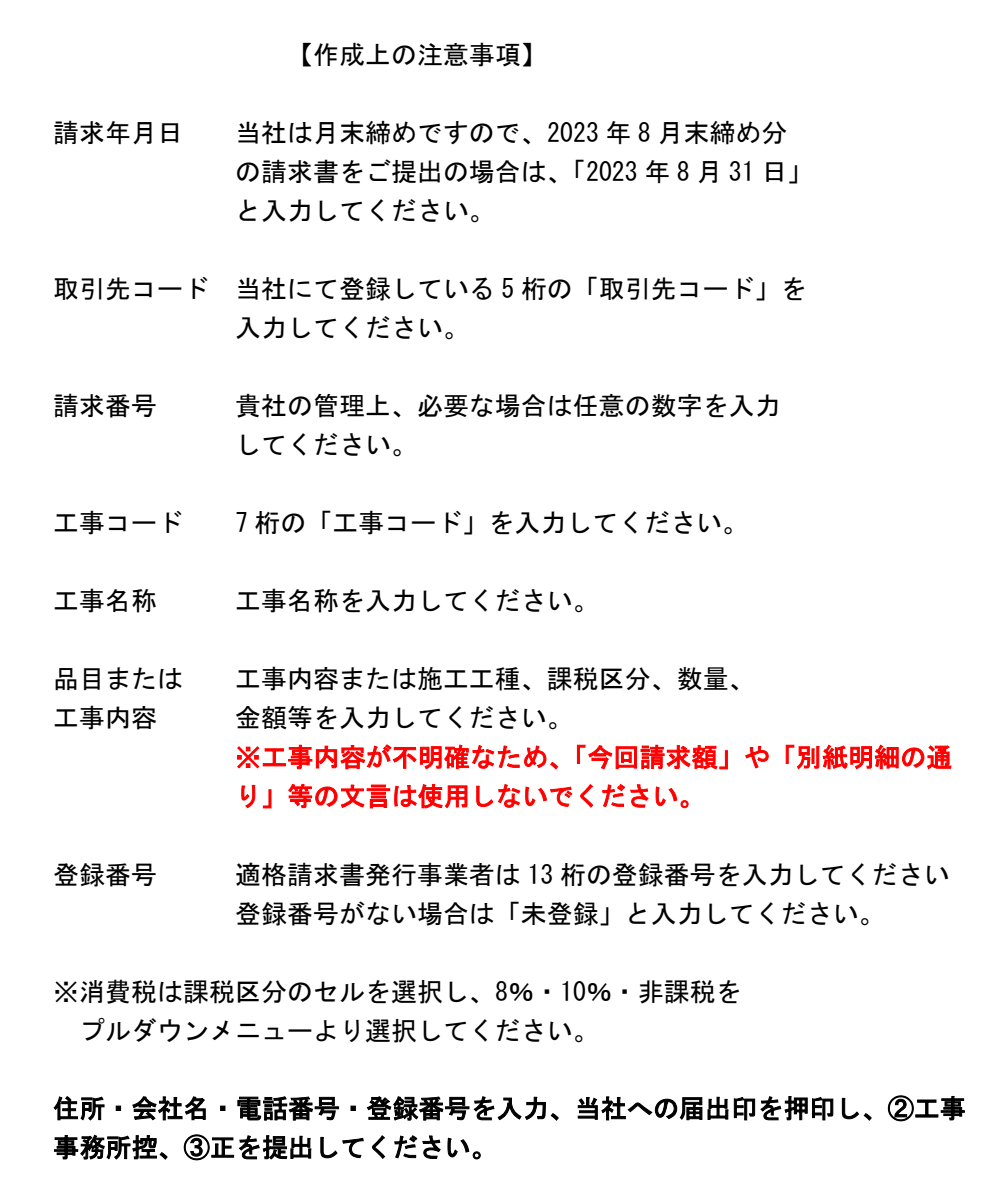 【作成上の注意事項】
請求年月日 当社は月末締めですので、2023 年 8 月末締め分
の請求書をご提出の場合は、「2023 年 8 月 31 日」
と入力してください。
取引先コード 当社にて登録している 5 桁の「取引先コード」を
入力してください。
請求番号 貴社の管理上、必要な場合は任意の数字を入力
してください。
工事コード 7 桁の「工事コード」を入力してください。
工事名称 工事名称を入力してください。
品目または 工事内容または施工工種、課税区分、数量、
工事内容 金額等を入力してください。
※工事内容が不明確なため、「今回請求額」や「別紙明細の通
り」等の文言は使用しないでください。
登録番号 適格請求書発行事業者は 13 桁の登録番号を入力してください
登録番号がない場合は「未登録」と入力してください。
※消費税は課税区分のセルを選択し、8%・10%・非課税を
プルダウンメニューより選択してください。
住所・会社名・電話番号・登録番号を入力、当社への届出印を押印し、②工事
事務所控、③正を提出してください。